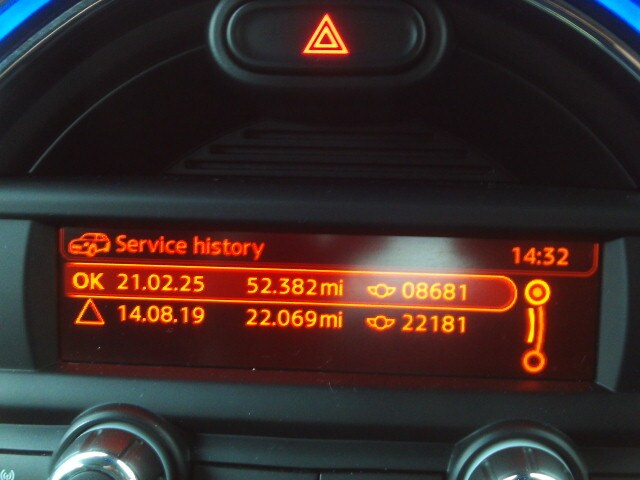 Service history 14:32
OK 21.02.25 52.382mi 08681
14.08.19 22.069mi 22181